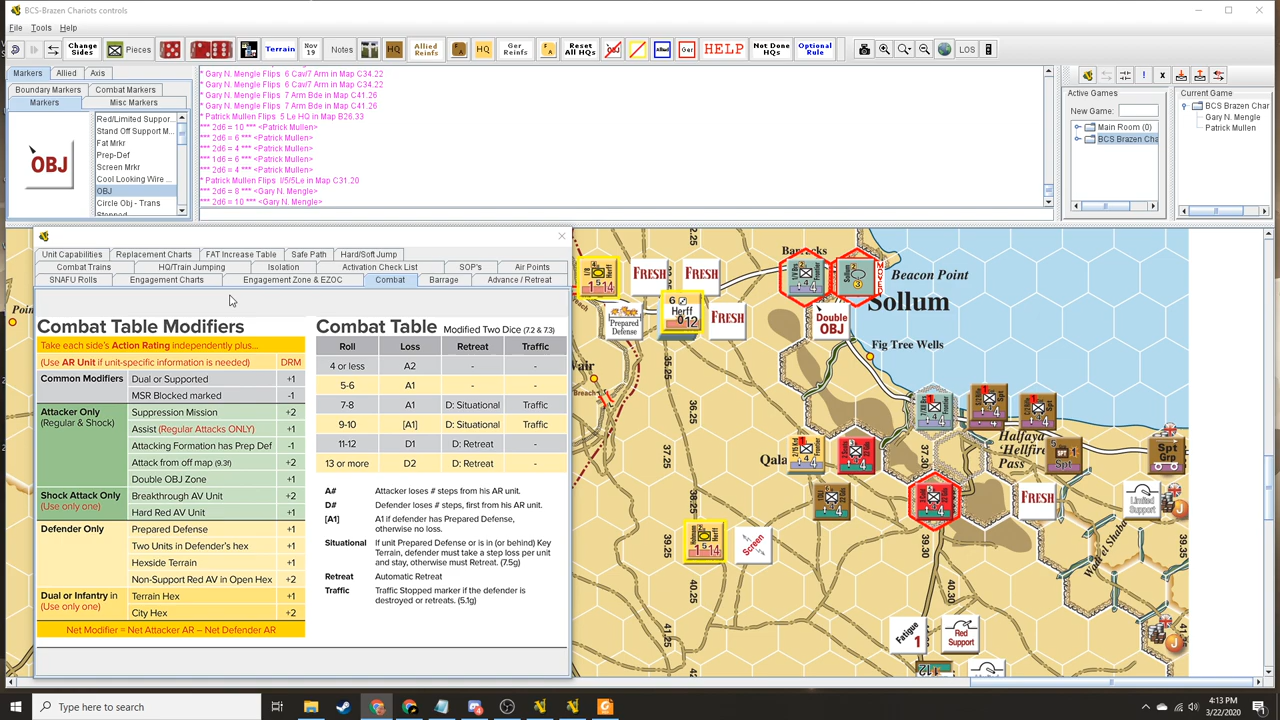 BCS-Brazen Chariots controls
File Tools Help
Change Sides
Pieces
Terrain
Nov 19
Notes
HQ
Allied Reinfs
HQ
Ger Reinfs
Reset All HQs
Ger
HELP
Not Done HQs
Optional Rule
LOS
Markers Allied Axis
Boundary Markers Combat Markers
Markers Misc Markers
OBJ
Red/Limited Suppor...
Stand Off Support M...
Fat Mrkr
Prep-Def
Screen Mrkr
Cool Looking Wire ...
OBJ
Circle Obj - Trans
Stopped
* Gary N. Mengle Flips 6 Cav/7 Arm in Map C34.22
* Gary N. Mengle Flips 6 Cav/7 Arm in Map C34.22
* Gary N. Mengle Flips 7 Arm Bde in Map C41.26
* Gary N. Mengle Flips 7 Arm Bde in Map C41.26
* Patrick Mullen Flips 5 Le HQ in Map B26.33
*** 2d6 = 10 *** <Patrick Mullen>
*** 2d6 = 6 *** <Patrick Mullen>
*** 2d6 = 4 *** <Patrick Mullen>
*** 1d6 = 6 *** <Patrick Mullen>
*** 2d6 = 4 *** <Patrick Mullen>
* Patrick Mullen Flips I/5/5Le in Map C31.20
*** 2d6 = 8 *** <Gary N. Mengle>
*** 2d6 = 10 *** <Gary N. Mengle>
Active Games
New Game:
Main Room (0)
BCS Brazen Cha
Current Game
BCS Brazen Char
Gary N. Mengle
Patrick Mullen
Unit Capabilities Replacement Charts FAT Increase Table Safe Path Hard/Soft Jump
Combat Trains HQ/Train Jumping Isolation Activation Check List SOP's Air Points
SNAFU Rolls Engagement Charts Engagement Zone & EZOC Combat Barrage Advance / Retreat
Combat Table Modifiers
Take each side's Action Rating independently plus...
(Use AR Unit if unit-specific information is needed) DRM
Common Modifiers Dual or Supported +1
MSR Blocked marked -1
Attacker Only (Regular & Shock) Suppression Mission +2
Assist (Regular Attacks ONLY) +1
Attacking Formation has Prep Def -1
Attack from off map (9.3f) +2
Double OBJ Zone +1
Shock Attack Only (Use only one) Breakthrough AV Unit +2
Hard Red AV Unit +1
Defender Only Prepared Defense +1
Two Units in Defender's hex +1
Hexside Terrain +1
Non-Support Red AV in Open Hex +2
Dual or Infantry in (Use only one) Terrain Hex +1
City Hex +2
Net Modifier = Net Attacker AR – Net Defender AR
Combat Table Modified Two Dice (7.2 & 7.3)
Roll Loss Retreat Traffic
4 or less A2 - -
5-6 A1 - -
7-8 A1 D: Situational Traffic
9-10 [A1] D: Situational Traffic
11-12 D1 D: Retreat -
13 or more D2 D: Retreat -
A# Attacker loses # steps from his AR unit.
D# Defender loses # steps, first from his AR unit.
[A1] A1 if defender has Prepared Defense, otherwise no loss.
Situational If unit Prepared Defense or is in (or behind) Key Terrain, defender must take a step loss per unit and stay, otherwise must Retreat. (7.5g)
Retreat Automatic Retreat
Traffic Traffic Stopped marker if the defender is destroyed or retreats. (5.1g)
Barracks
Beacon Point
Sollum
Fig Tree Wells
Halfaya
"Hellfire
Pass"
Qala
FRESH
FRESH
FRESH
FRESH
Prepared Defense
6
Herff
12
Double OBJ
Screen
Spt
Spt Grp
Limited Support
Fatigue 1
Red Support
36.25
37.25
38.25
39.25
40.25
41.25
35.25
37.30
39.30
40.30
39.35
Type here to search
4:13 PM
3/22/2020